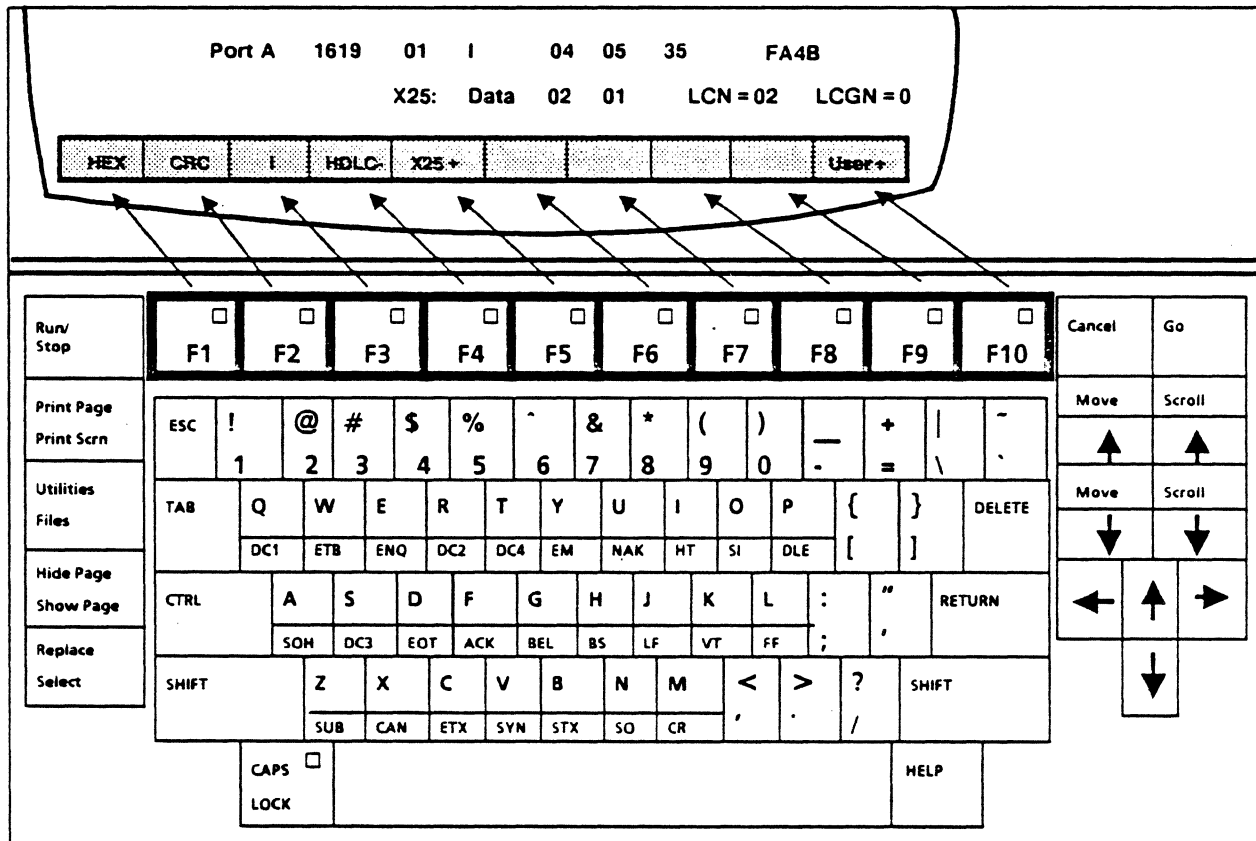 Port A 1619 01 I 04 05 35 FA4B
X25: Data 02 01 LCN = 02 LCGN = 0
HEX CRC I HDLC- X25 + User +
Run/
Stop
F1 F2 F3 F4 F5 F6 F7 F8 F9 F10
Cancel Go
Print Page
Print Scrn
ESC ! @ # $ % ^ & * ( ) _ + | ~
1 2 3 4 5 6 7 8 9 0 - = \ `
Move Scroll
Utilities
Files
TAB Q W E R T Y U I O P { } DELETE
DC1 ETB ENQ DC2 DC4 EM NAK HT SI DLE [ ]
Move Scroll
Hide Page
Show Page
CTRL A S D F G H J K L : " RETURN
SOH DC3 EOT ACK BEL BS LF VT FF ; '
Replace
Select
SHIFT Z X C V B N M < > ? SHIFT
SUB CAN ETX SYN STX SO CR , . /
CAPS
LOCK
HELP